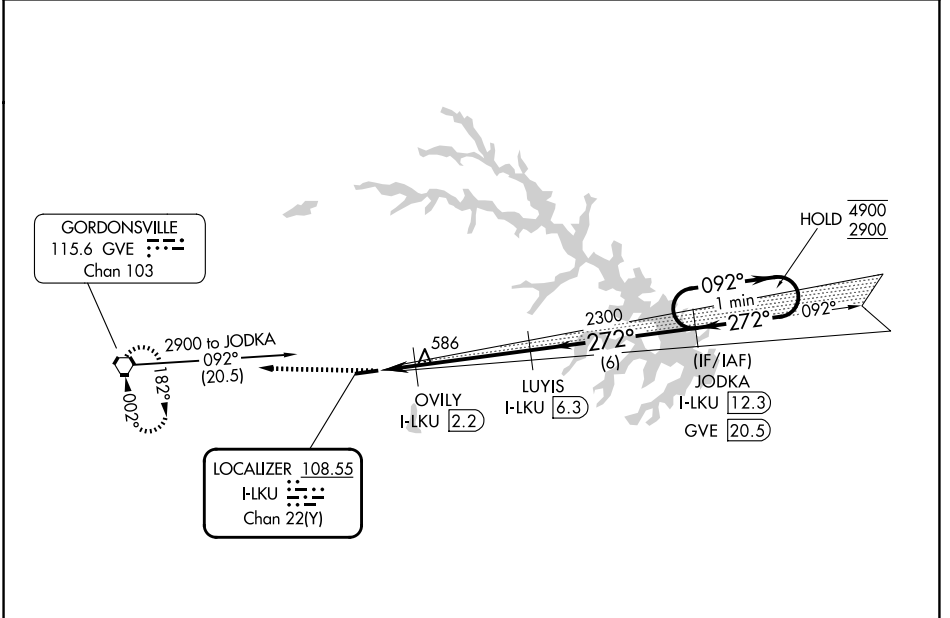 GORDONSVILLE
115.6 GVE
Chan 103
2900 to JODKA
092°
(20.5)
182°
002°
LOCALIZER 108.55
I-LKU
Chan 22(Y)
586
OVILY
I-LKU 2.2
LUYIS
I-LKU 6.3
2300
272°
(6)
HOLD 4900
2900
092°
1 min
272°
092°
(IF/IAF)
JODKA
I-LKU 12.3
GVE 20.5